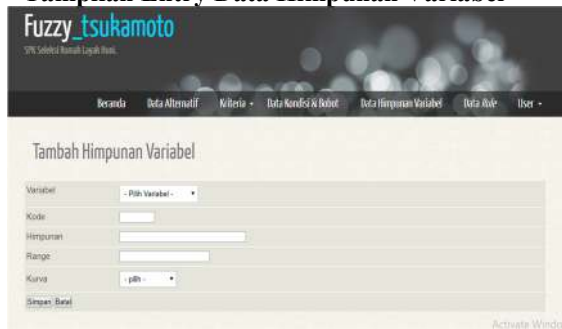 Tampilan Entry Data Himpunan Variabel
Fuzzy_tsukamoto
SPK Seleksi Rumah Layak Huni.
Beranda Data Alternatif Kriteria Data Kondisi & Bobot Data Himpunan Variabel Data Rule User
Tambah Himpunan Variabel
Variabel - Pilih Variabel -
Kode
Himpunan
Range
Kurva - pilih -
Simpan Batal
Activate Windo